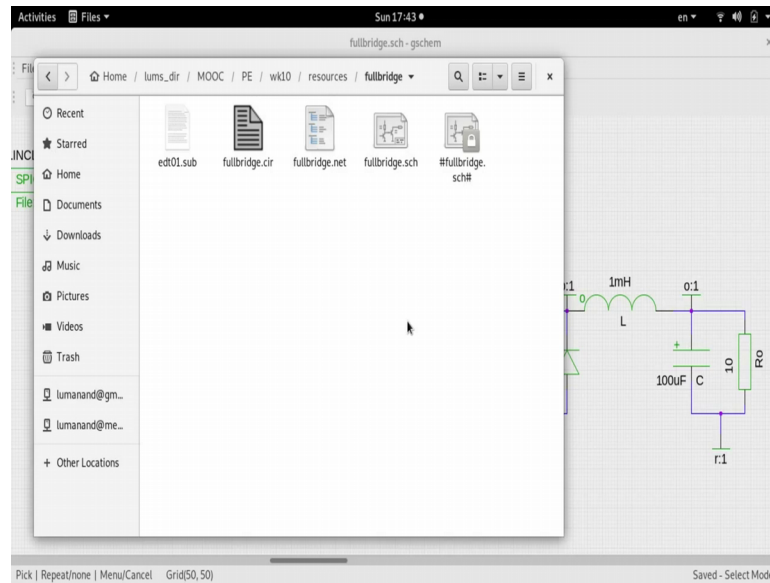 Activities Files Sun 17:43 en
fullbridge.sch - gschem
Home / lums_dir / MOOC / PE / wk10 / resources / fullbridge
Recent
Starred
Home
Documents
Downloads
Music
Pictures
Videos
Trash
lumanand@gm...
lumanand@me...
+ Other Locations
edt01.sub
fullbridge.cir
fullbridge.net
fullbridge.sch
#fullbridge.
sch#
File
:1
1mH
o:1
0
L
+
100uF C
10
Ro
r:1
Pick | Repeat/none | Menu/Cancel Grid(50, 50) Saved - Select Mod